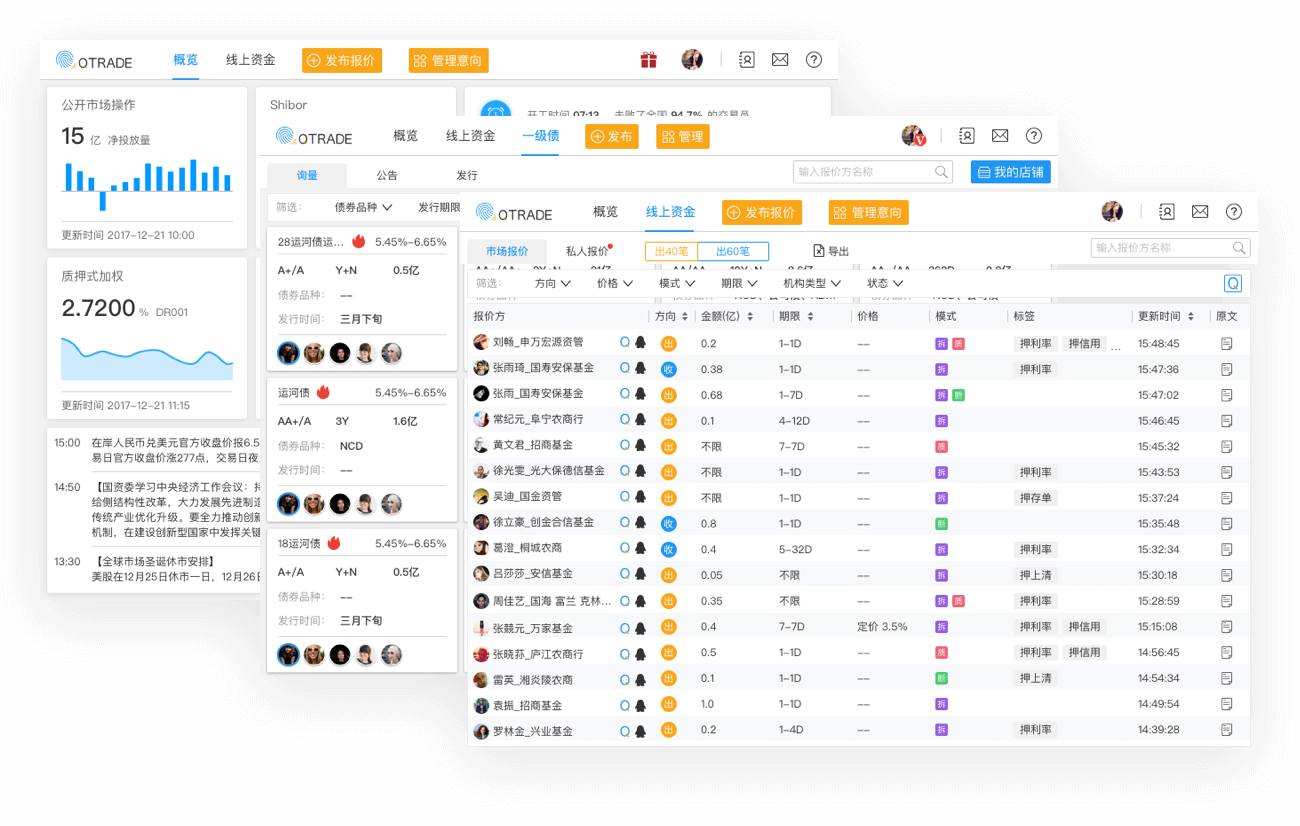 OTRADE 概览 线上资金 发布报价 管理意向
公开市场操作
15 亿 净投放量
更新时间 2017-12-21 10:00
质押式加权
2.7200 % DR001
更新时间 2017-12-21 11:15
15:00 在岸人民币兑美元官方收盘价报6.5
易日官方收盘价涨277点，交易日夜
14:50 【国资委学习中央经济工作会议：
给侧结构性改革，大力发展先进制造
传统产业优化升级。要全力推动创新
机制，在建设创新型国家中发挥关键
13:30 【全球市场圣诞休市安排】
美股在12月25日休市一日，12月26日
Shibor
开工时间 07:13 击败了全国 94.7% 的交易员
OTRADE 概览 线上资金 一级债 发布 管理
询量 公告 发行 输入报价方名称 我的店铺
筛选： 债券品种 发行期限
28运河债运... 5.45%-6.65%
A+/A Y+N 0.5亿
债券品种： --
发行时间： 三月下旬
运河债 5.45%-6.65%
AA+/A 3Y 1.6亿
债券品种： NCD
发行时间： --
18运河债 5.45%-6.65%
A+/A Y+N 0.5亿
债券品种： --
发行时间： 三月下旬
OTRADE 概览 线上资金 发布报价 管理意向
市场报价 私人报价 出40笔 出60笔 导出 输入报价方名称
筛选： 方向 价格 模式 期限 机构类型 状态 Q
报价方 方向 金额(亿) 期限 价格 模式 标签 更新时间 原文
刘畅_申万宏源资管 Q 出 0.2 1-1D -- 拆 质 押利率 押信用 ... 15:48:45
张雨琦_国寿安保基金 Q 收 0.38 1-1D -- 拆 押利率 15:47:36
张雨_国寿安保基金 Q 出 0.68 1-7D -- 拆 断 15:47:02
常纪元_阜宁农商行 Q 出 0.1 4-12D -- 拆 15:46:45
黄文君_招商基金 Q 出 不限 7-7D -- 质 15:45:32
徐光雯_光大保德信基金 Q 出 不限 1-1D -- 拆 押利率 15:43:53
吴迪_国金资管 Q 出 不限 1-1D -- 拆 押存单 15:37:24
徐立豪_创金合信基金 Q 收 0.8 1-1D -- 断 15:35:48
葛澄_桐城农商 Q 收 0.4 5-32D -- 拆 押利率 15:32:34
吕莎莎_安信基金 Q 出 0.05 不限 -- 拆 押上清 15:30:18
周佳艺_国海 富兰 克林... Q 出 0.35 不限 -- 拆 质 押利率 15:28:59
张兢元_万家基金 Q 出 0.4 7-7D 定价 3.5% 拆 押利率 押信用 15:15:08
张晓荪_庐江农商行 Q 出 0.5 1-1D -- 质 押利率 押信用 14:56:45
雷英_湘炎陵农商 Q 出 0.1 1-1D -- 断 押上清 14:54:34
袁振_招商基金 Q 出 1.0 1-1D -- 拆 14:49:54
罗林金_兴业基金 Q 出 0.2 1-4D -- 拆 押利率 14:39:28